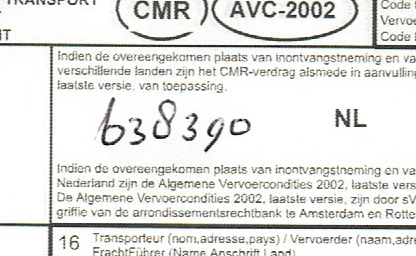 TRANSPORT
CMR
AVC-2002
Code
Vervoe
Code
Indien de overeengekomen plaats van inontvangstneming en va
verschillende landen zijn het CMR-verdrag alsmede in aanvullin
laatste versie, van toepassing.
638390
NL
Indien de overeengekomen plaats van inontvangstneming en va
Nederland zijn de Algemene Vervoercondities 2002, laatste vers
De Algemene Vervoercondities 2002, laatste versie, zijn door sV
griffie van de arrondissementsrechtbank te Amsterdam en Rotte
16 Transporteur (nom,adresse,pays) / Vervoerder (naam,adre
FrachtFührer (Name,Anschrift,Land)